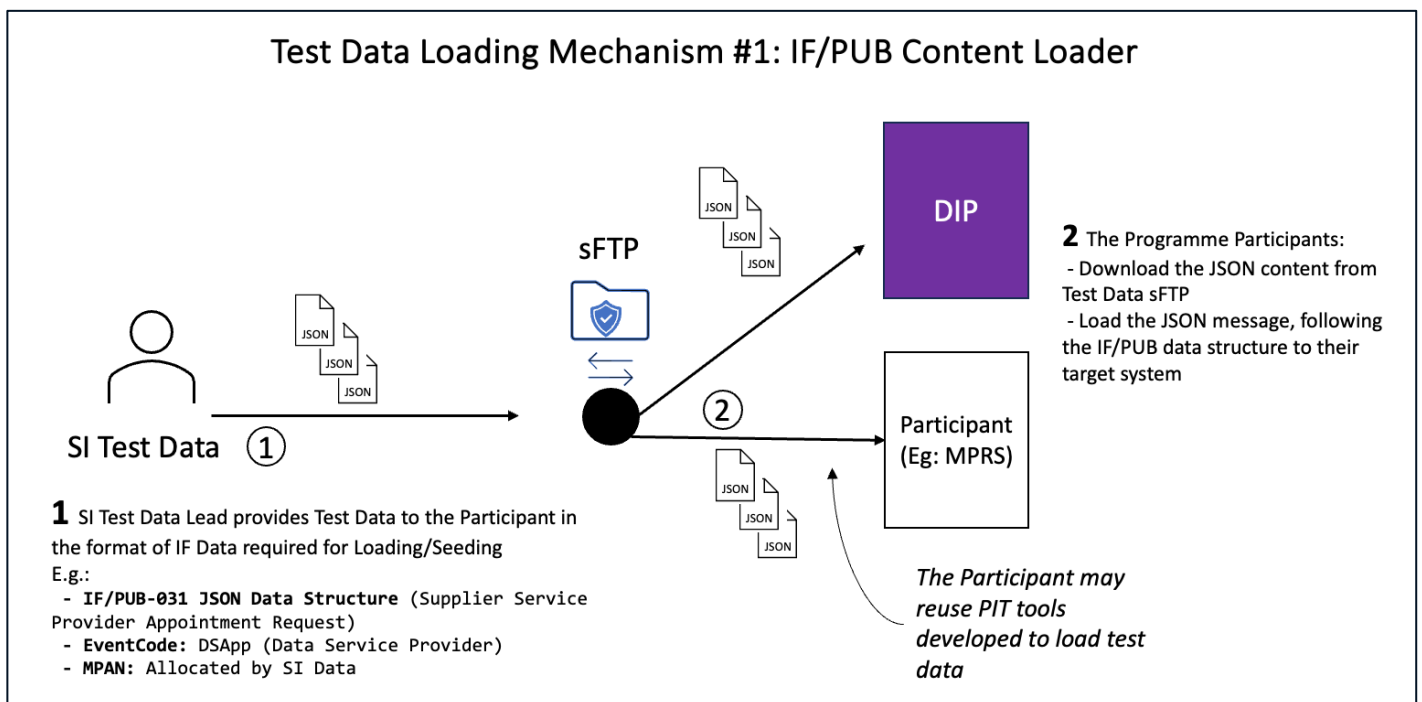 Test Data Loading Mechanism #1: IF/PUB Content Loader
JSON
JSON
JSON
DIP
sFTP
2 The Programme Participants:
- Download the JSON content from
Test Data sFTP
- Load the JSON message, following
the IF/PUB data structure to their
target system
JSON
JSON
JSON
SI Test Data
1
2
Participant
(Eg: MPRS)
JSON
JSON
JSON
1 SI Test Data Lead provides Test Data to the Participant in
the format of IF Data required for Loading/Seeding
E.g.:
- IF/PUB-031 JSON Data Structure (Supplier Service
Provider Appointment Request)
- EventCode: DSApp (Data Service Provider)
- MPAN: Allocated by SI Data
The Participant may
reuse PIT tools
developed to load test
data